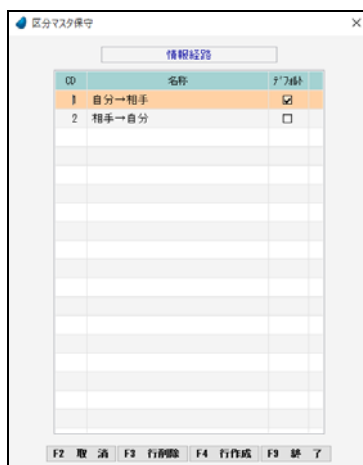 区分マスタ保守
情報経路
CD 名称 ﾃﾞﾌｫﾙﾄ
1 自分→相手
2 相手→自分
F2 取 消 F3 行削除 F4 行作成 F9 終 了